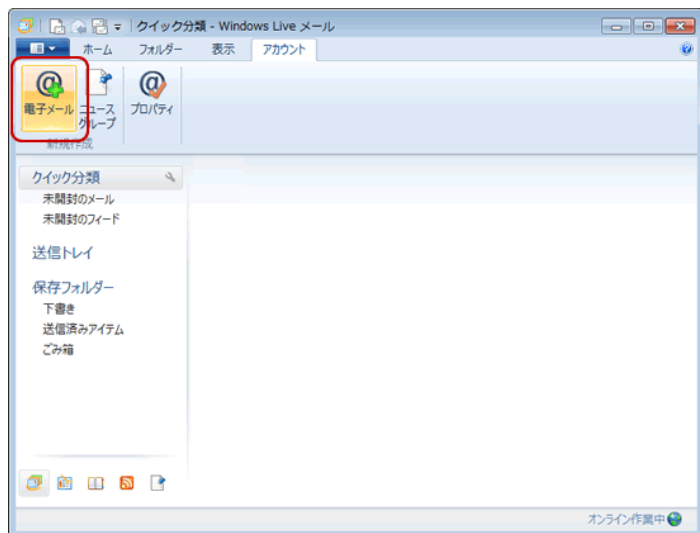 クイック分類 - Windows Live メール
ホーム フォルダー 表示 アカウント
電子メール
ニュース
グループ
プロパティ
新規作成
クイック分類
未開封のメール
未開封のフィード
送信トレイ
保存フォルダー
下書き
送信済みアイテム
ごみ箱
オンライン作業中